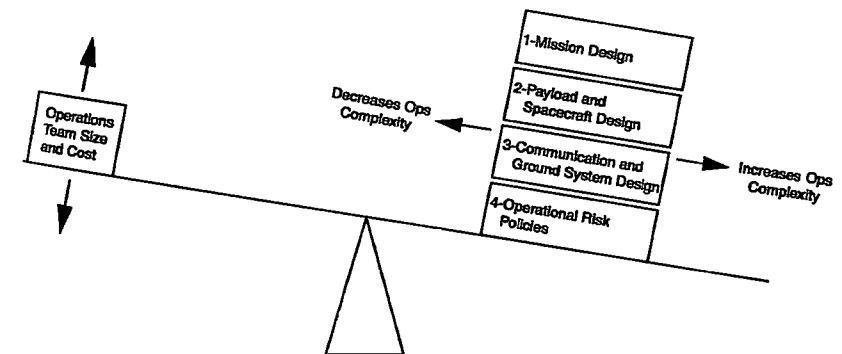 Operations
Team Size
and Cost
Decreases Ops
Complexity
1-Mission Design
2-Payload and
Spacecraft Design
3-Communication and
Ground System Design
4-Operational Risk
Policies
Increases Ops
Complexity